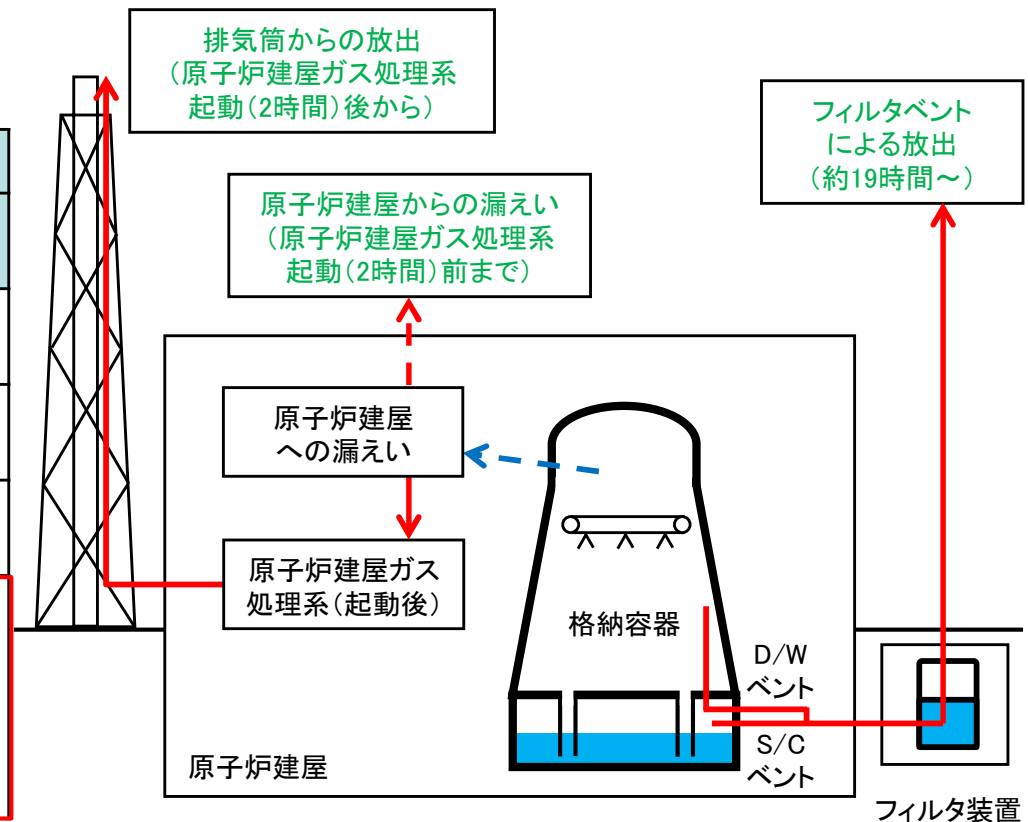 排気筒からの放出
(原子炉建屋ガス処理系
起動(2時間)後から)
フィルタベント
による放出
(約19時間～)
原子炉建屋からの漏えい
(原子炉建屋ガス処理系
起動(2時間)前まで)
原子炉建屋
への漏えい
原子炉建屋ガス
処理系(起動後)
格納容器
D/W
ベント
S/C
ベント
原子炉建屋
フィルタ装置